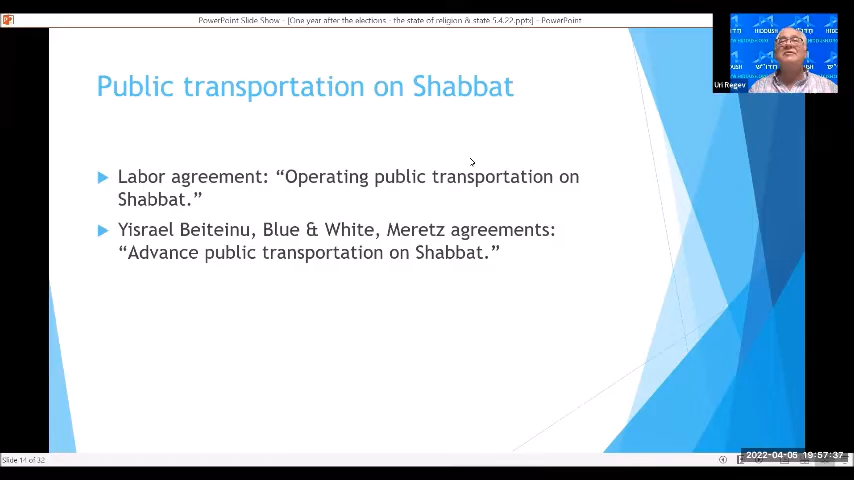 PowerPoint Slide Show - [One year after the elections - the state of religion & state 5.4.22.pptx] - PowerPoint
HIDDUSH
חדו"ש
Uri Regev
Public transportation on Shabbat
Labor agreement: “Operating public transportation on
Shabbat.”
Yisrael Beiteinu, Blue & White, Meretz agreements:
“Advance public transportation on Shabbat.”
Slide 14 of 32
2022-04-05 19:57:37